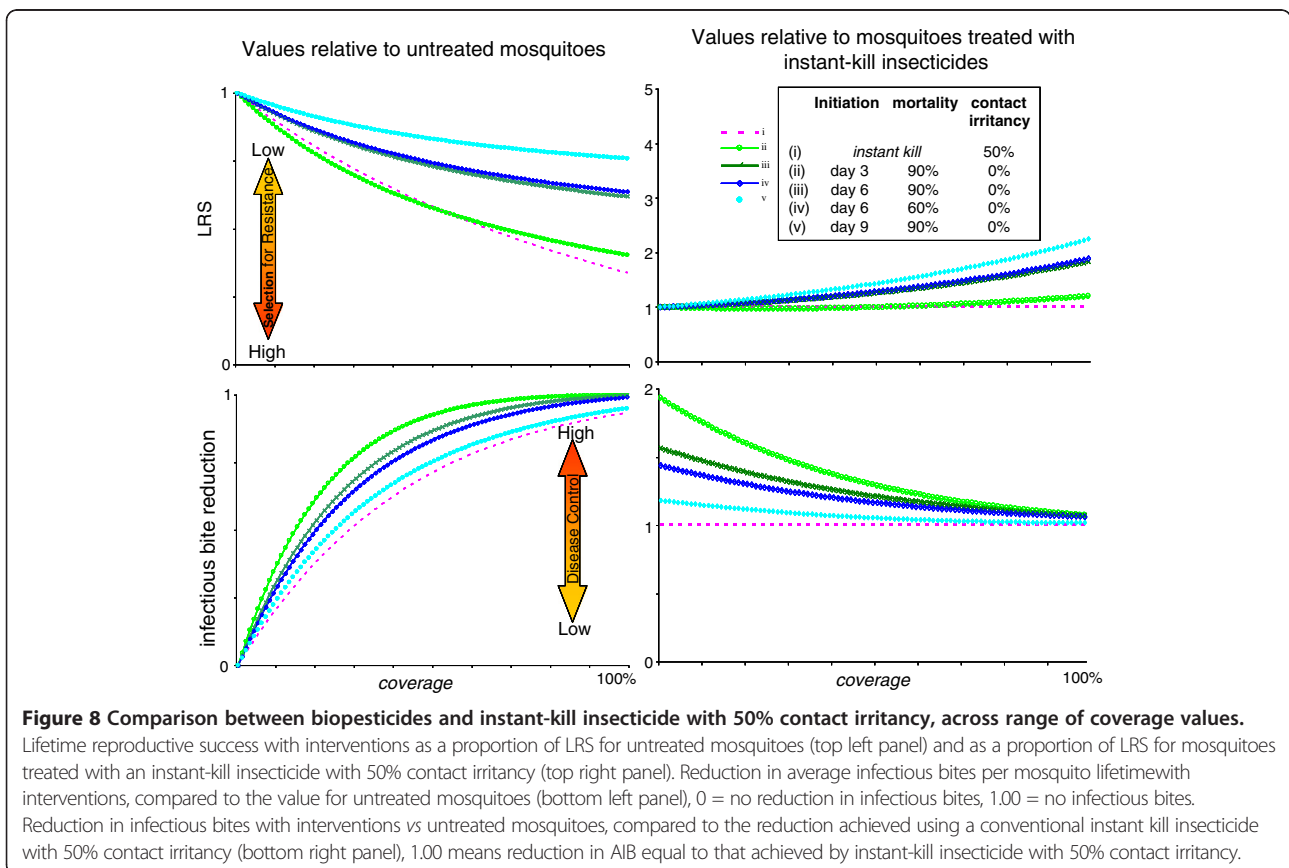 Values relative to untreated mosquitoes
Values relative to mosquitoes treated with
instant-kill insecticides
1
LRS
0
Low
Selection for Resistance
High
5
4
3
2
1
0
i
ii
iii
iv
v
Initiation mortality contact
irritancy
(i) instant kill 50%
(ii) day 3 90% 0%
(iii) day 6 90% 0%
(iv) day 6 60% 0%
(v) day 9 90% 0%
1
infectious bite reduction
0
High
Disease Control
Low
coverage
100%
2
1
0
coverage
100%
Figure 8 Comparison between biopesticides and instant-kill insecticide with 50% contact irritancy, across range of coverage values.
Lifetime reproductive success with interventions as a proportion of LRS for untreated mosquitoes (top left panel) and as a proportion of LRS for mosquitoes
treated with an instant-kill insecticide with 50% contact irritancy (top right panel). Reduction in average infectious bites per mosquito lifetimewith
interventions, compared to the value for untreated mosquitoes (bottom left panel), 0 = no reduction in infectious bites, 1.00 = no infectious bites.
Reduction in infectious bites with interventions vs untreated mosquitoes, compared to the reduction achieved using a conventional instant kill insecticide
with 50% contact irritancy (bottom right panel), 1.00 means reduction in AIB equal to that achieved by instant-kill insecticide with 50% contact irritancy.